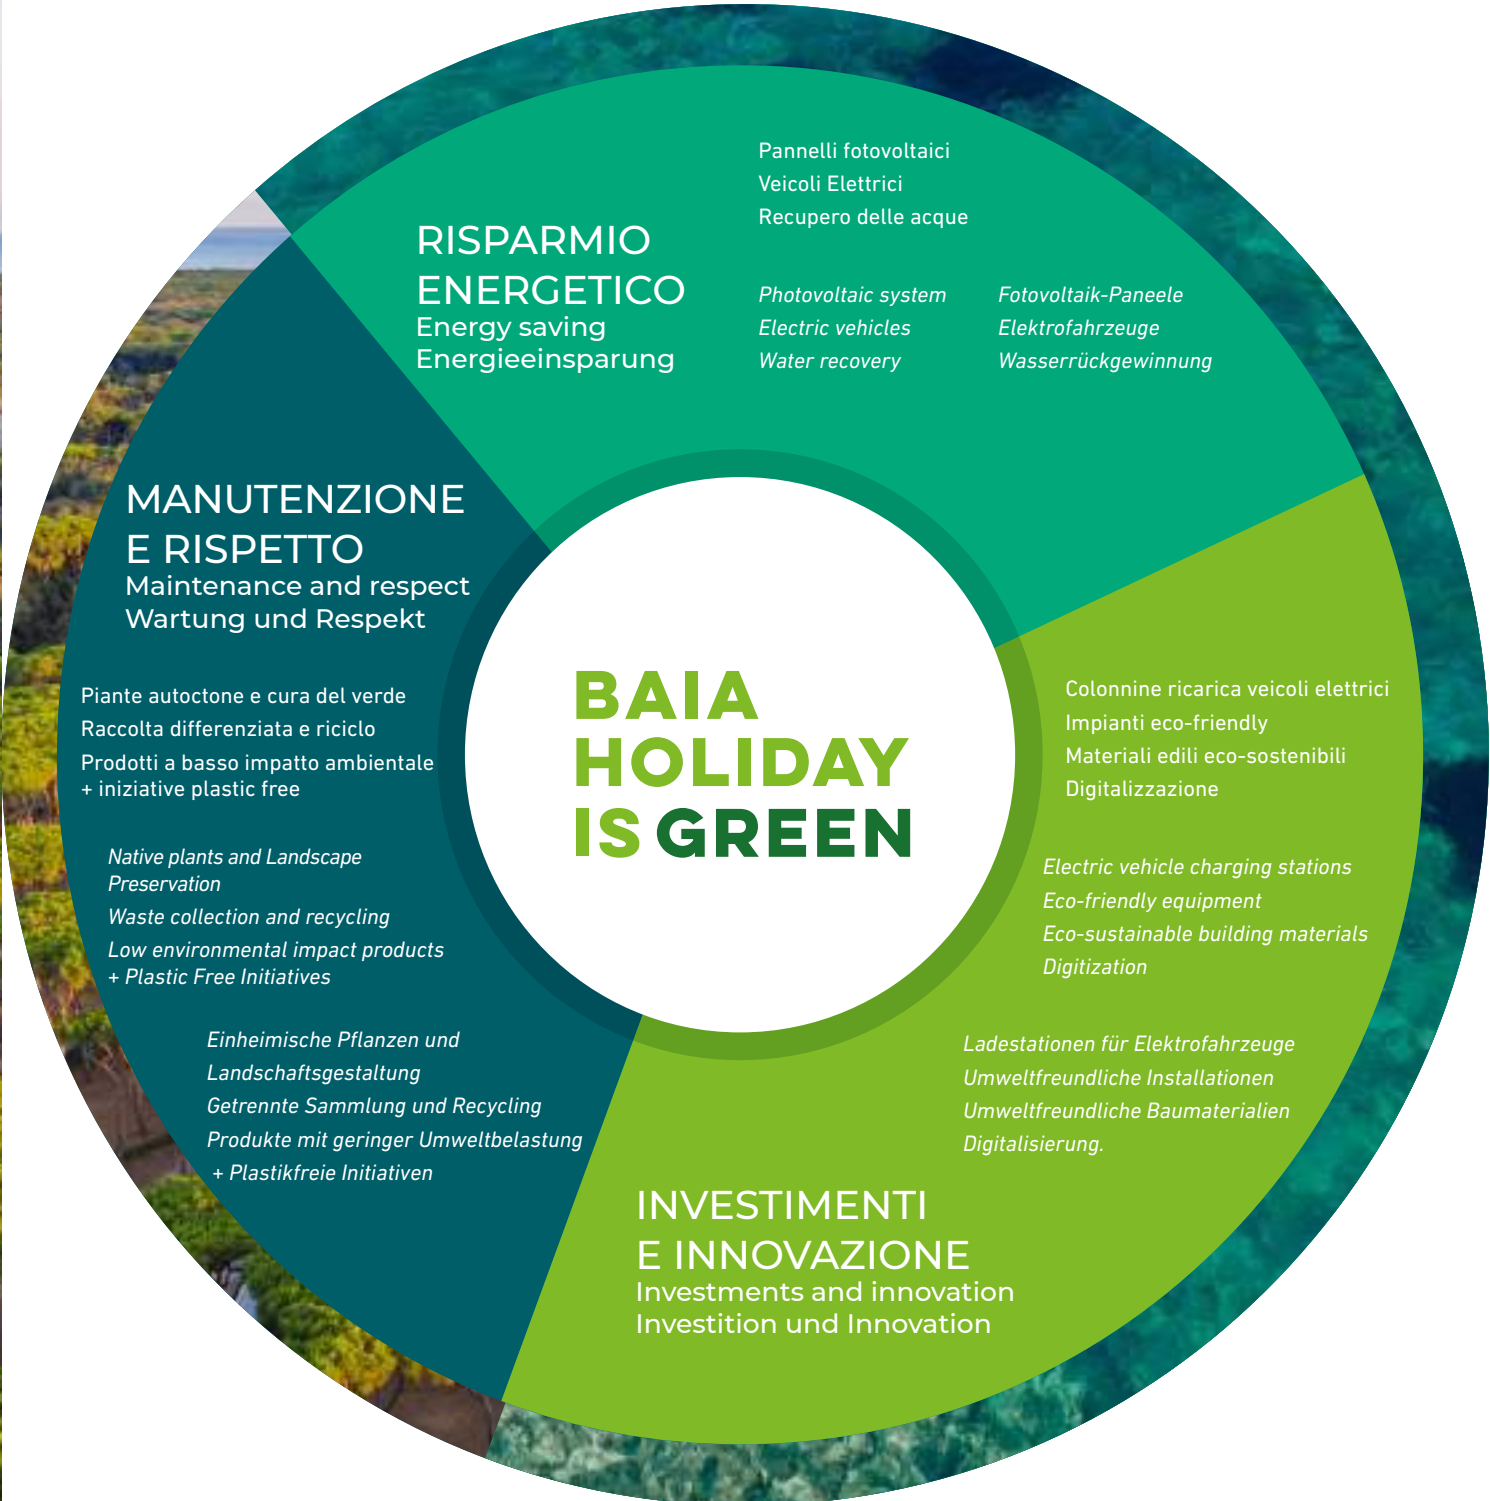 RISPARMIO
ENERGETICO
Energy saving
Energieeinsparung
Pannelli fotovoltaici
Veicoli Elettrici
Recupero delle acque
Photovoltaic system
Electric vehicles
Water recovery
Fotovoltaik-Paneele
Elektrofahrzeuge
Wasserrückgewinnung
MANUTENZIONE
E RISPETTO
Maintenance and respect
Wartung und Respekt
Piante autoctone e cura del verde
Raccolta differenziata e riciclo
Prodotti a basso impatto ambientale
+ iniziative plastic free
Native plants and Landscape
Preservation
Waste collection and recycling
Low environmental impact products
+ Plastic Free Initiatives
Einheimische Pflanzen und
Landschaftsgestaltung
Getrennte Sammlung und Recycling
Produkte mit geringer Umweltbelastung
+ Plastikfreie Initiativen
BAIA
HOLIDAY
IS GREEN
Colonnine ricarica veicoli elettrici
Impianti eco-friendly
Materiali edili eco-sostenibili
Digitalizzazione
Electric vehicle charging stations
Eco-friendly equipment
Eco-sustainable building materials
Digitization
Ladestationen für Elektrofahrzeuge
Umweltfreundliche Installationen
Umweltfreundliche Baumaterialien
Digitalisierung.
INVESTIMENTI
E INNOVAZIONE
Investments and innovation
Investition und Innovation